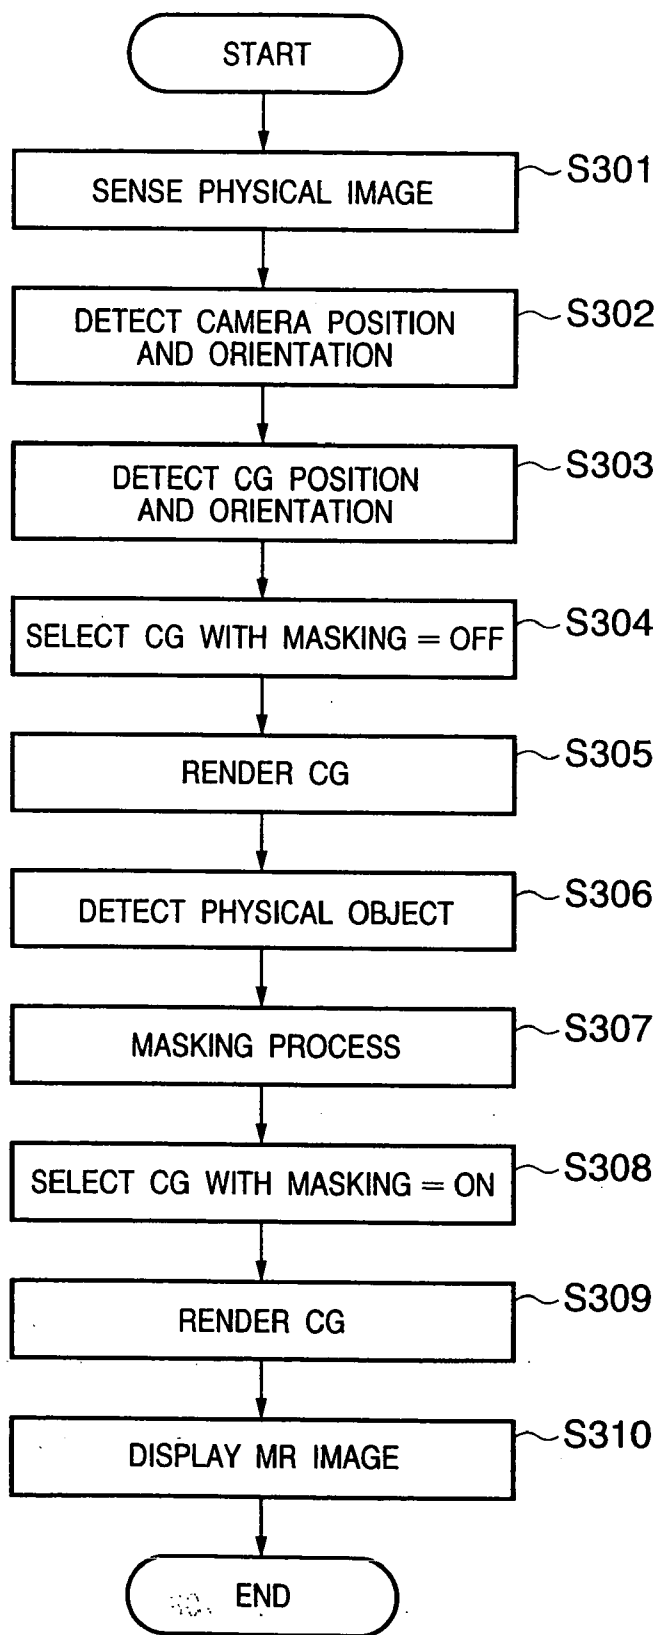 START
SENSE PHYSICAL IMAGE
S301
DETECT CAMERA POSITION
AND ORIENTATION
S302
DETECT CG POSITION
AND ORIENTATION
S303
SELECT CG WITH MASKING = OFF
S304
RENDER CG
S305
DETECT PHYSICAL OBJECT
S306
MASKING PROCESS
S307
SELECT CG WITH MASKING = ON
S308
RENDER CG
S309
DISPLAY MR IMAGE
S310
END